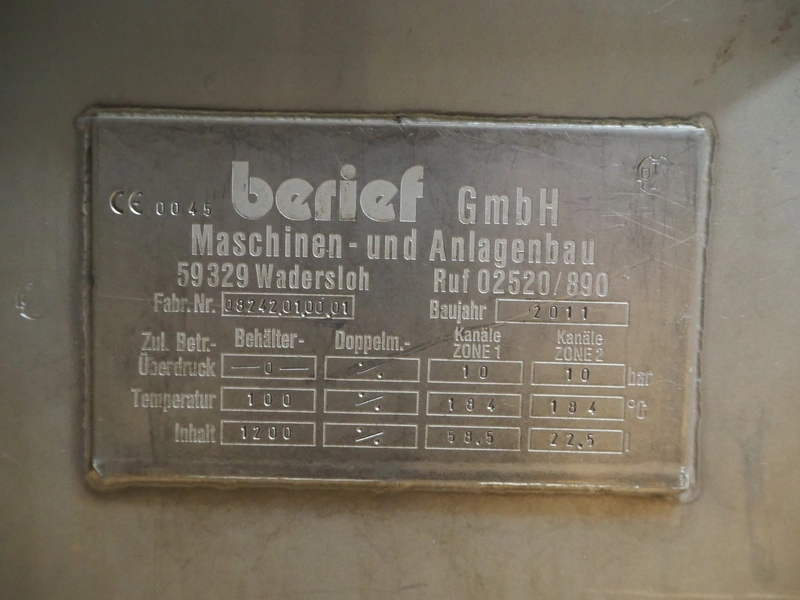 CE 0045 berief GmbH
Maschinen- und Anlagenbau
59329 Wadersloh Ruf 02520/890
Fabr. Nr. 08242.0100.01 Baujahr 2011
Zul. Betr.- Behälter- Doppelm.- Kanäle ZONE 1 Kanäle ZONE 2
Überdruck —0— ·/. 10 10 bar
Temperatur 100 ·/. 184 184 °C
Inhalt 1200 ·/. 58,5 22,5 l